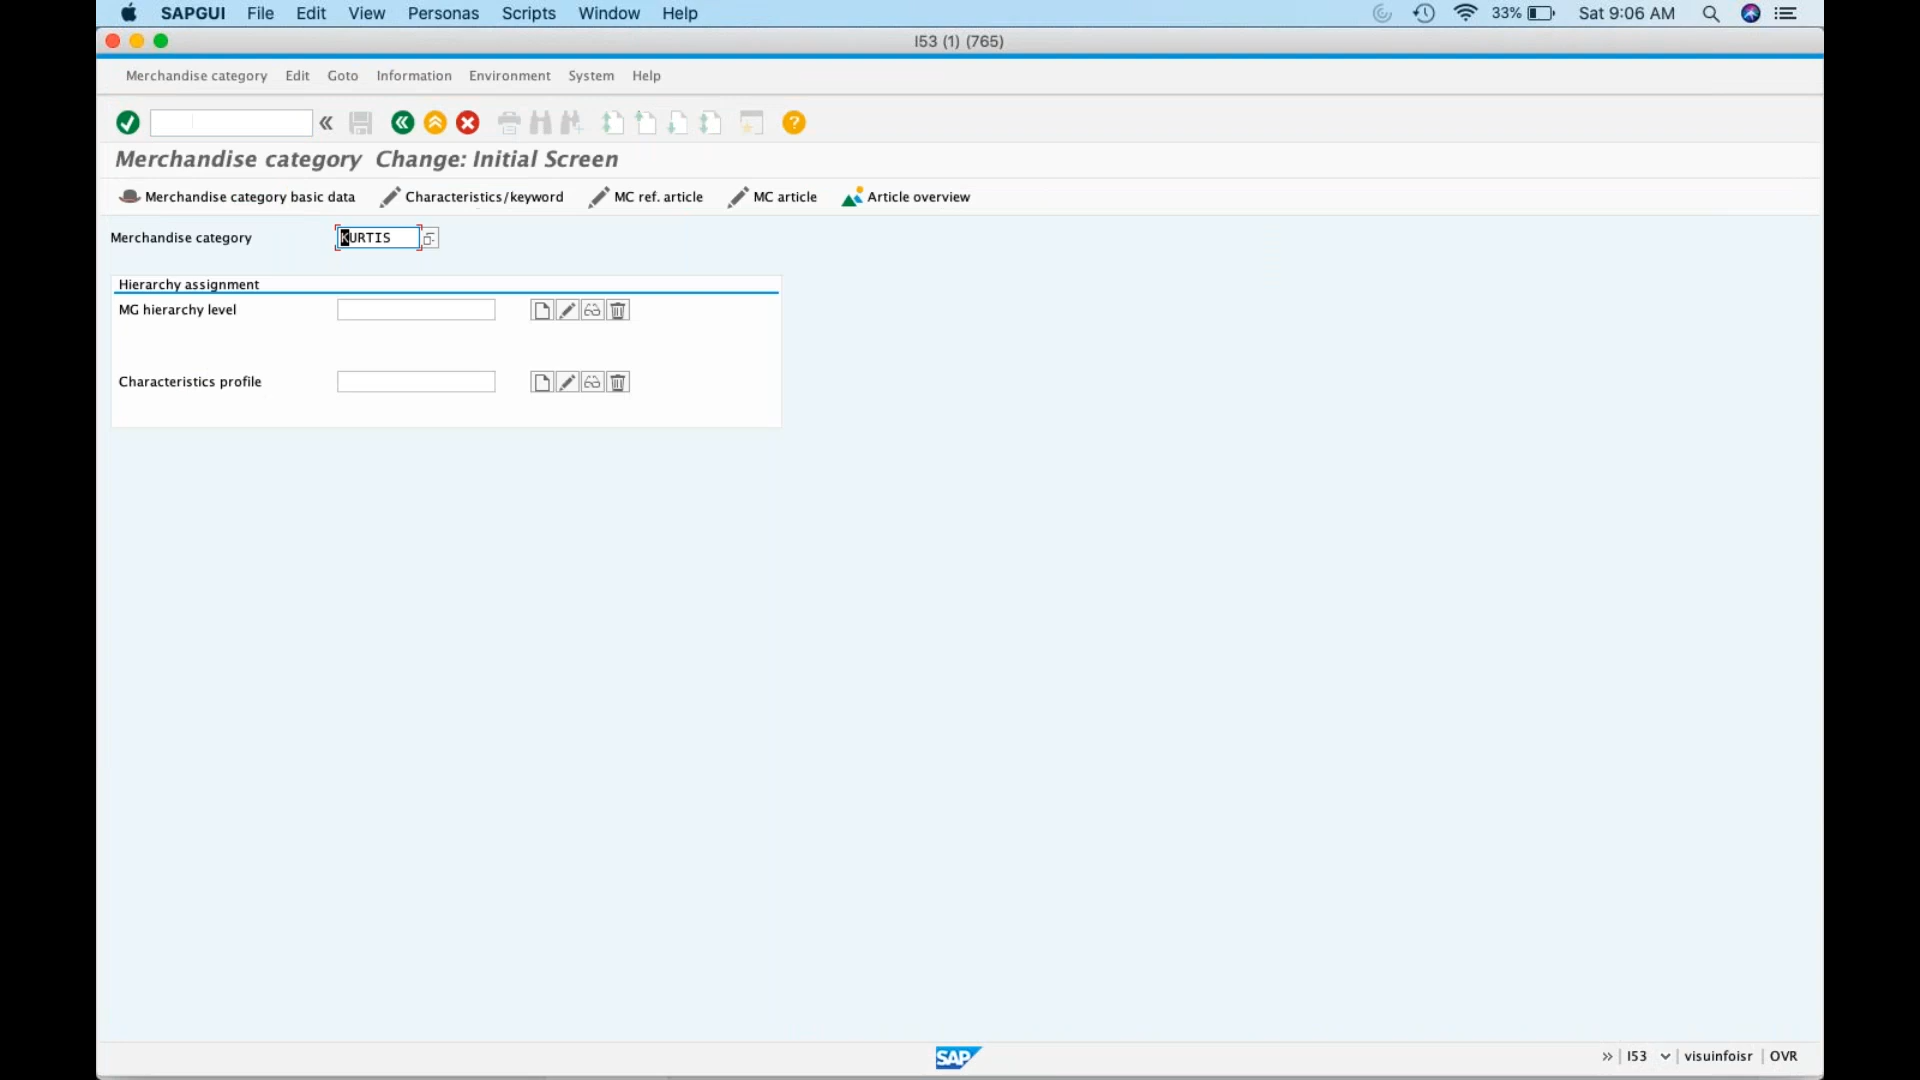 SAPGUI File Edit View Personas Scripts Window Help 33% Sat 9:06 AM
I53 (1) (765)
Merchandise category Edit Goto Information Environment System Help
Merchandise category Change: Initial Screen
Merchandise category basic data Characteristics/keyword MC ref. article MC article Article overview
Merchandise category KURTIS
Hierarchy assignment
MG hierarchy level
Characteristics profile
SAP I53 visuinfoisr OVR